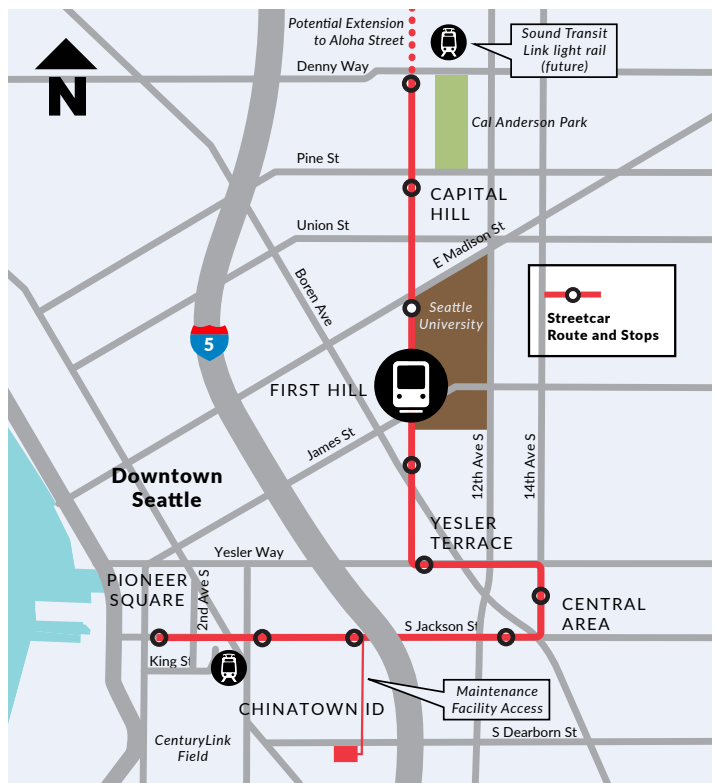 Potential Extension
to Aloha Street
Sound Transit
Link light rail
(future)
Denny Way
N
Cal Anderson Park
Pine St
CAPITAL
HILL
Union St
E Madison St
Boren Ave
Seattle
University
Streetcar
Route and Stops
5
FIRST HILL
James St
12th Ave S
14th Ave S
Downtown
Seattle
YESLER
TERRACE
Yesler Way
PIONEER
SQUARE
2nd Ave S
CENTRAL
AREA
S Jackson St
King St
CHINATOWN ID
Maintenance
Facility Access
CenturyLink
Field
S Dearborn St